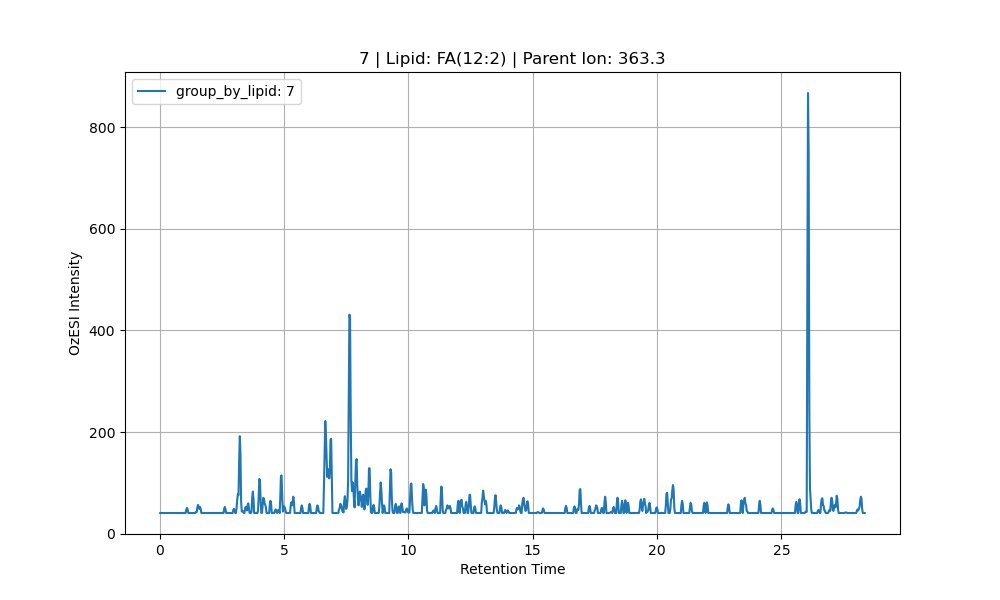 7 | Lipid: FA(12:2) | Parent Ion: 363.3
group_by_lipid: 7
800
600
400
200
0
OzESI Intensity
0 5 10 15 20 25
Retention Time